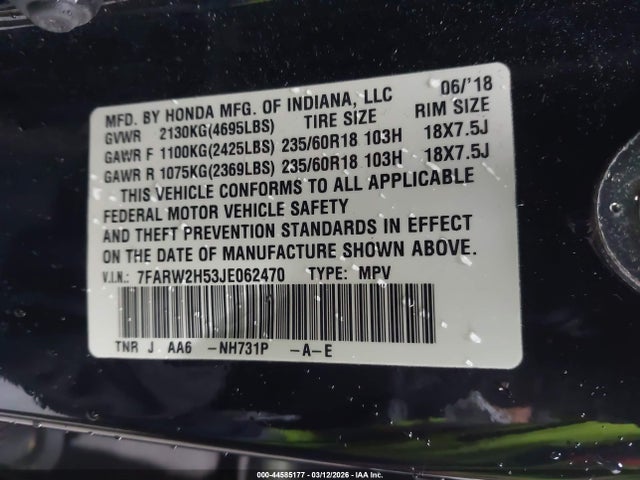 MFD. BY HONDA MFG. OF INDIANA, LLC 06/'18
GVWR 2130KG(4695LBS) TIRE SIZE RIM SIZE
GAWR F 1100KG(2425LBS) 235/60R18 103H 18X7.5J
GAWR R 1075KG(2369LBS) 235/60R18 103H 18X7.5J
THIS VEHICLE CONFORMS TO ALL APPLICABLE
FEDERAL MOTOR VEHICLE SAFETY
AND THEFT PREVENTION STANDARDS IN EFFECT
ON THE DATE OF MANUFACTURE SHOWN ABOVE.
V.I.N.: 7FARW2H53JE062470 TYPE: MPV
TNR J AA6 -NH731P -A-E
000-44585177 - 03/12/2026 - IAA Inc.